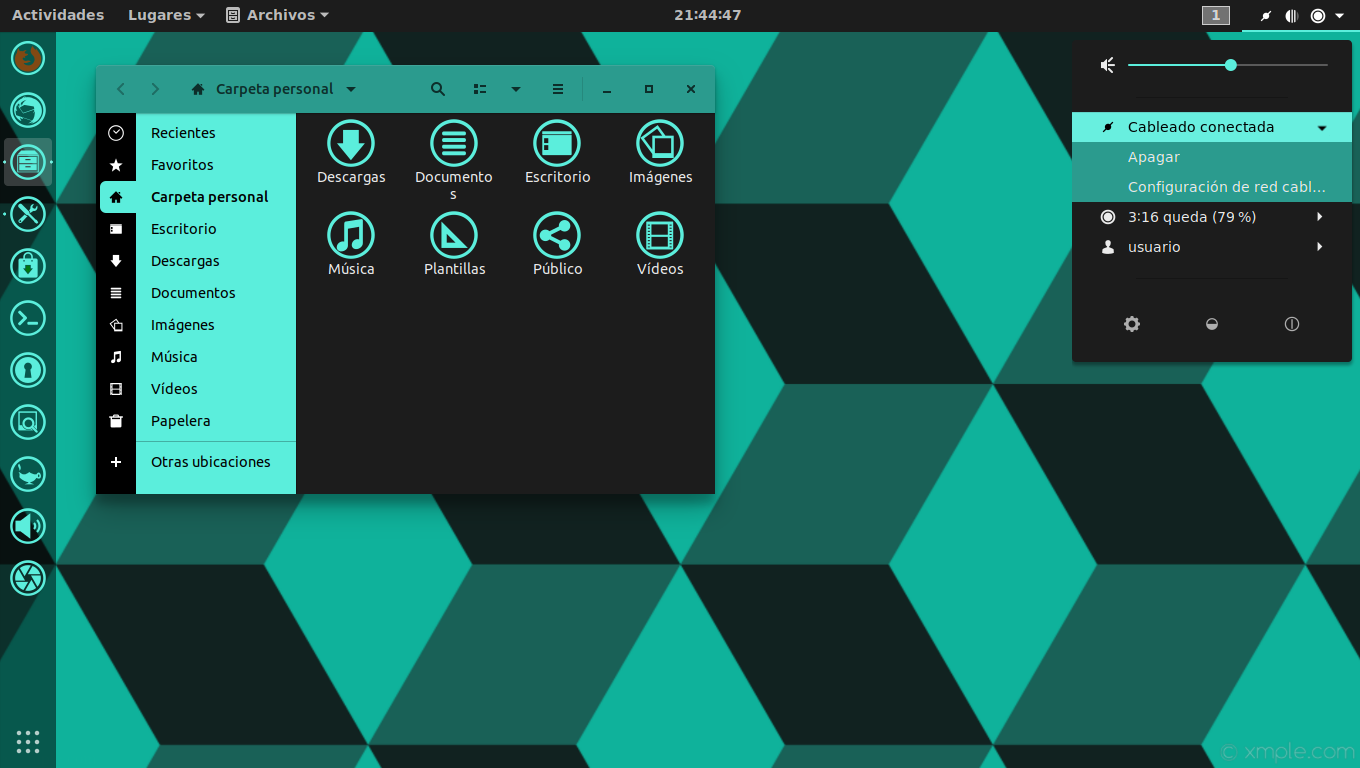 Actividades Lugares Archivos 21:44:47 1
Carpeta personal
Recientes
Favoritos
Carpeta personal
Escritorio
Descargas
Documentos
Imágenes
Música
Vídeos
Papelera
Otras ubicaciones
Descargas Documento Escritorio Imágenes
s
Música Plantillas Público Vídeos
Cableado conectada
Apagar
Configuración de red cabl...
3:16 queda (79 %)
usuario
© xmple.com